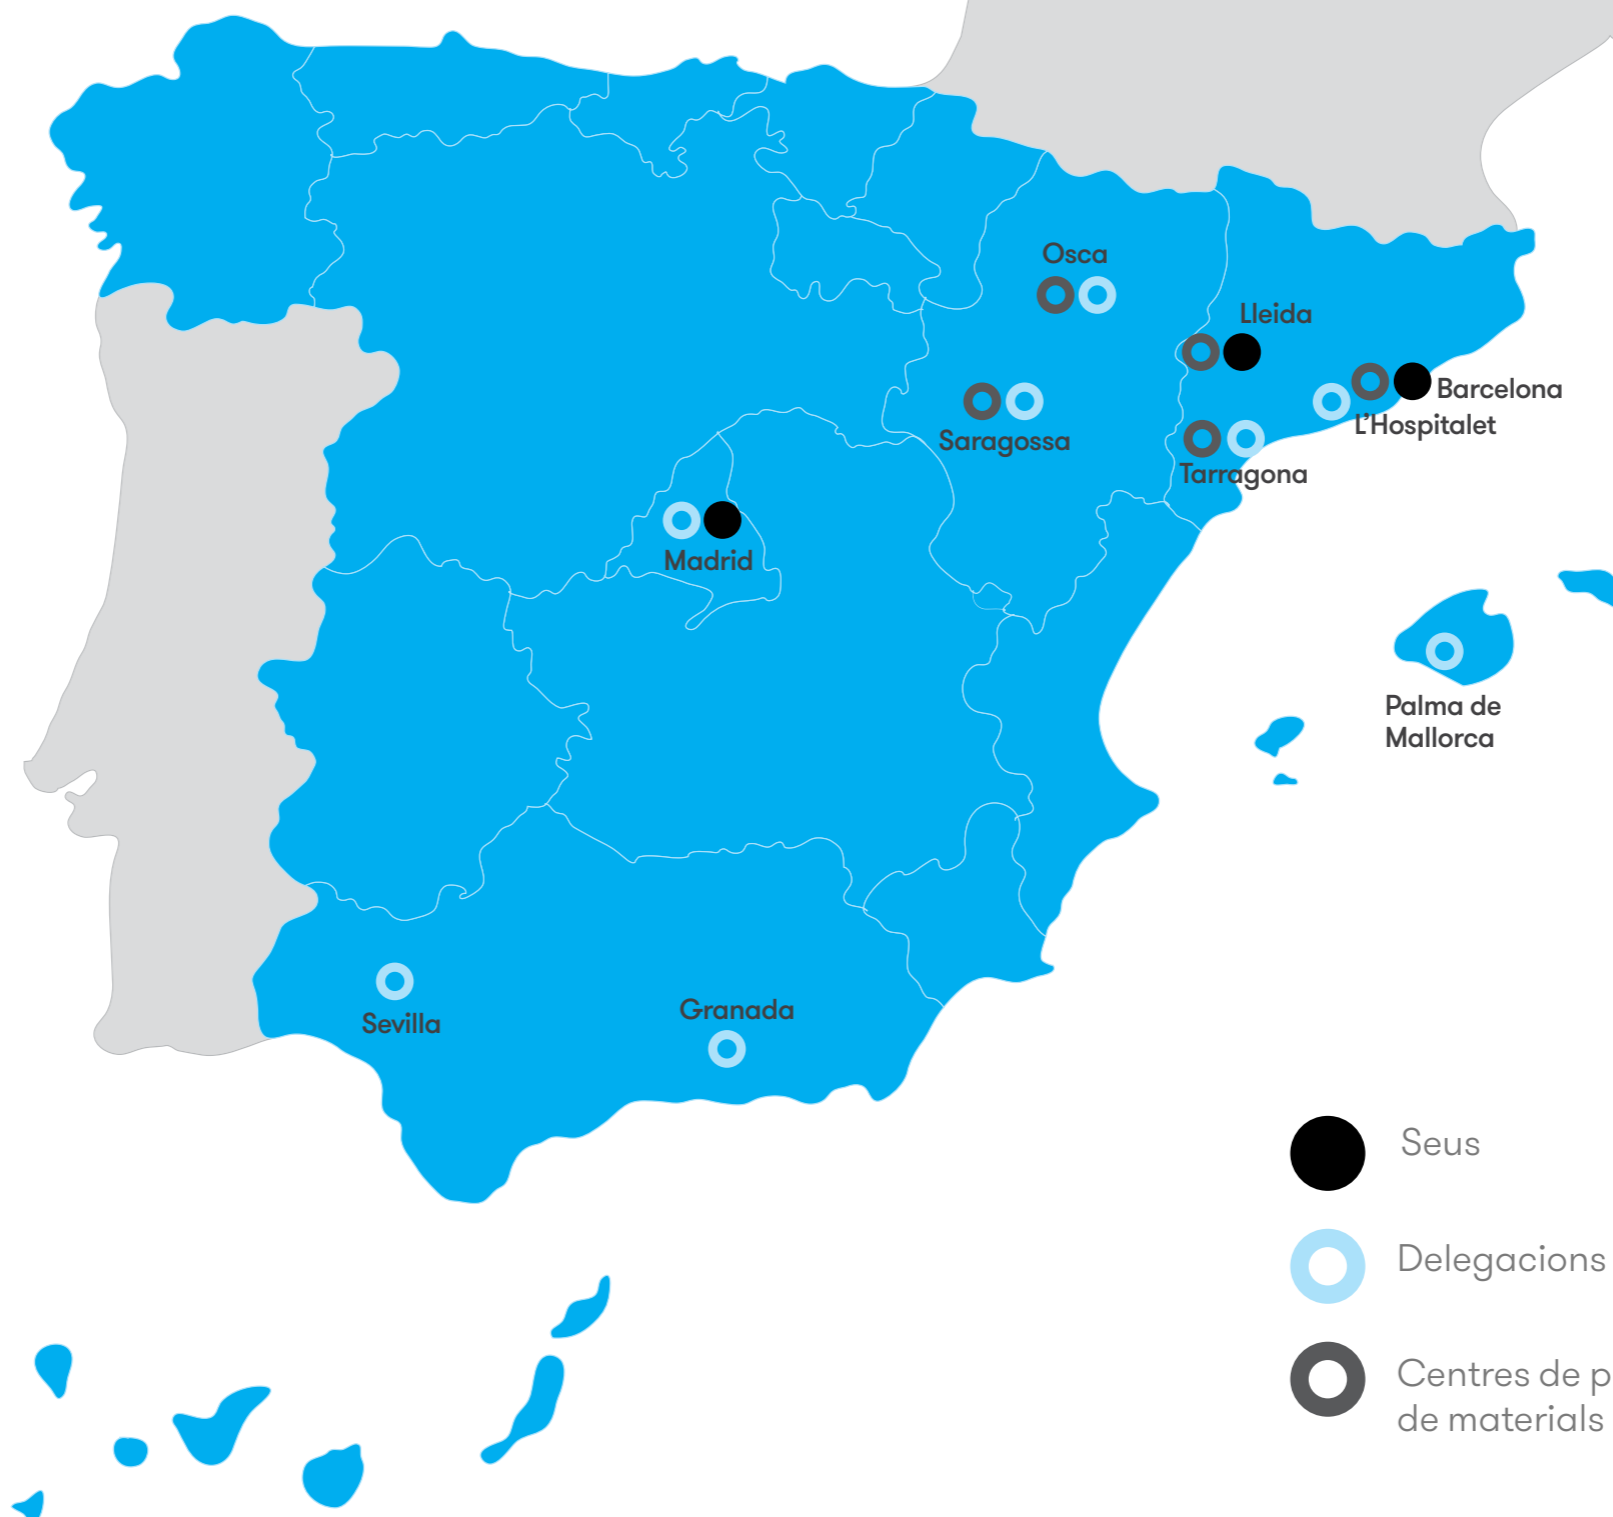 Osca
Lleida
Barcelona
L'Hospitalet
Saragossa
Tarragona
Madrid
Palma de
Mallorca
Granada
Sevilla
Seus
Delegacions
Centres de p
de materials